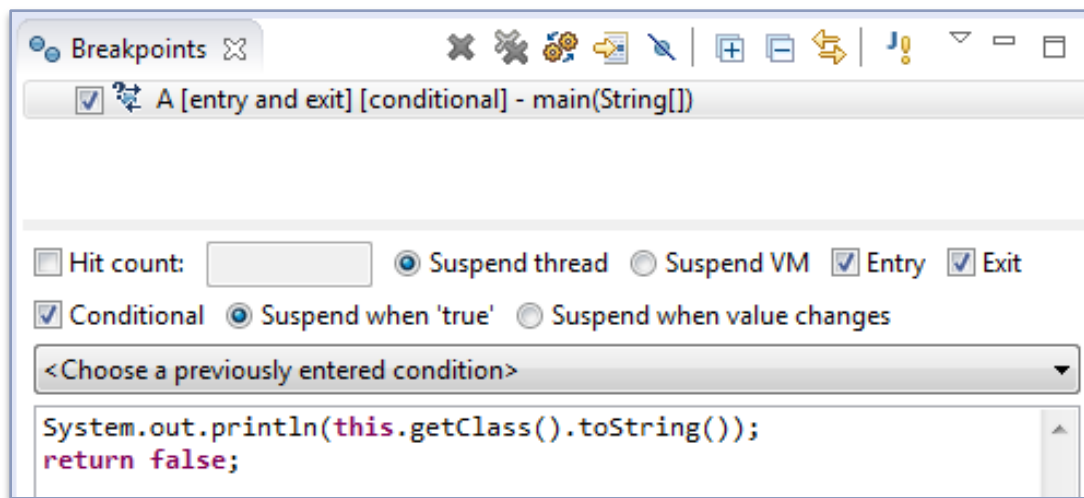 Breakpoints
A [entry and exit] [conditional] - main(String[])
Hit count: Suspend thread Suspend VM Entry Exit
Conditional Suspend when 'true' Suspend when value changes
<Choose a previously entered condition>
System.out.println(this.getClass().toString());
return false;